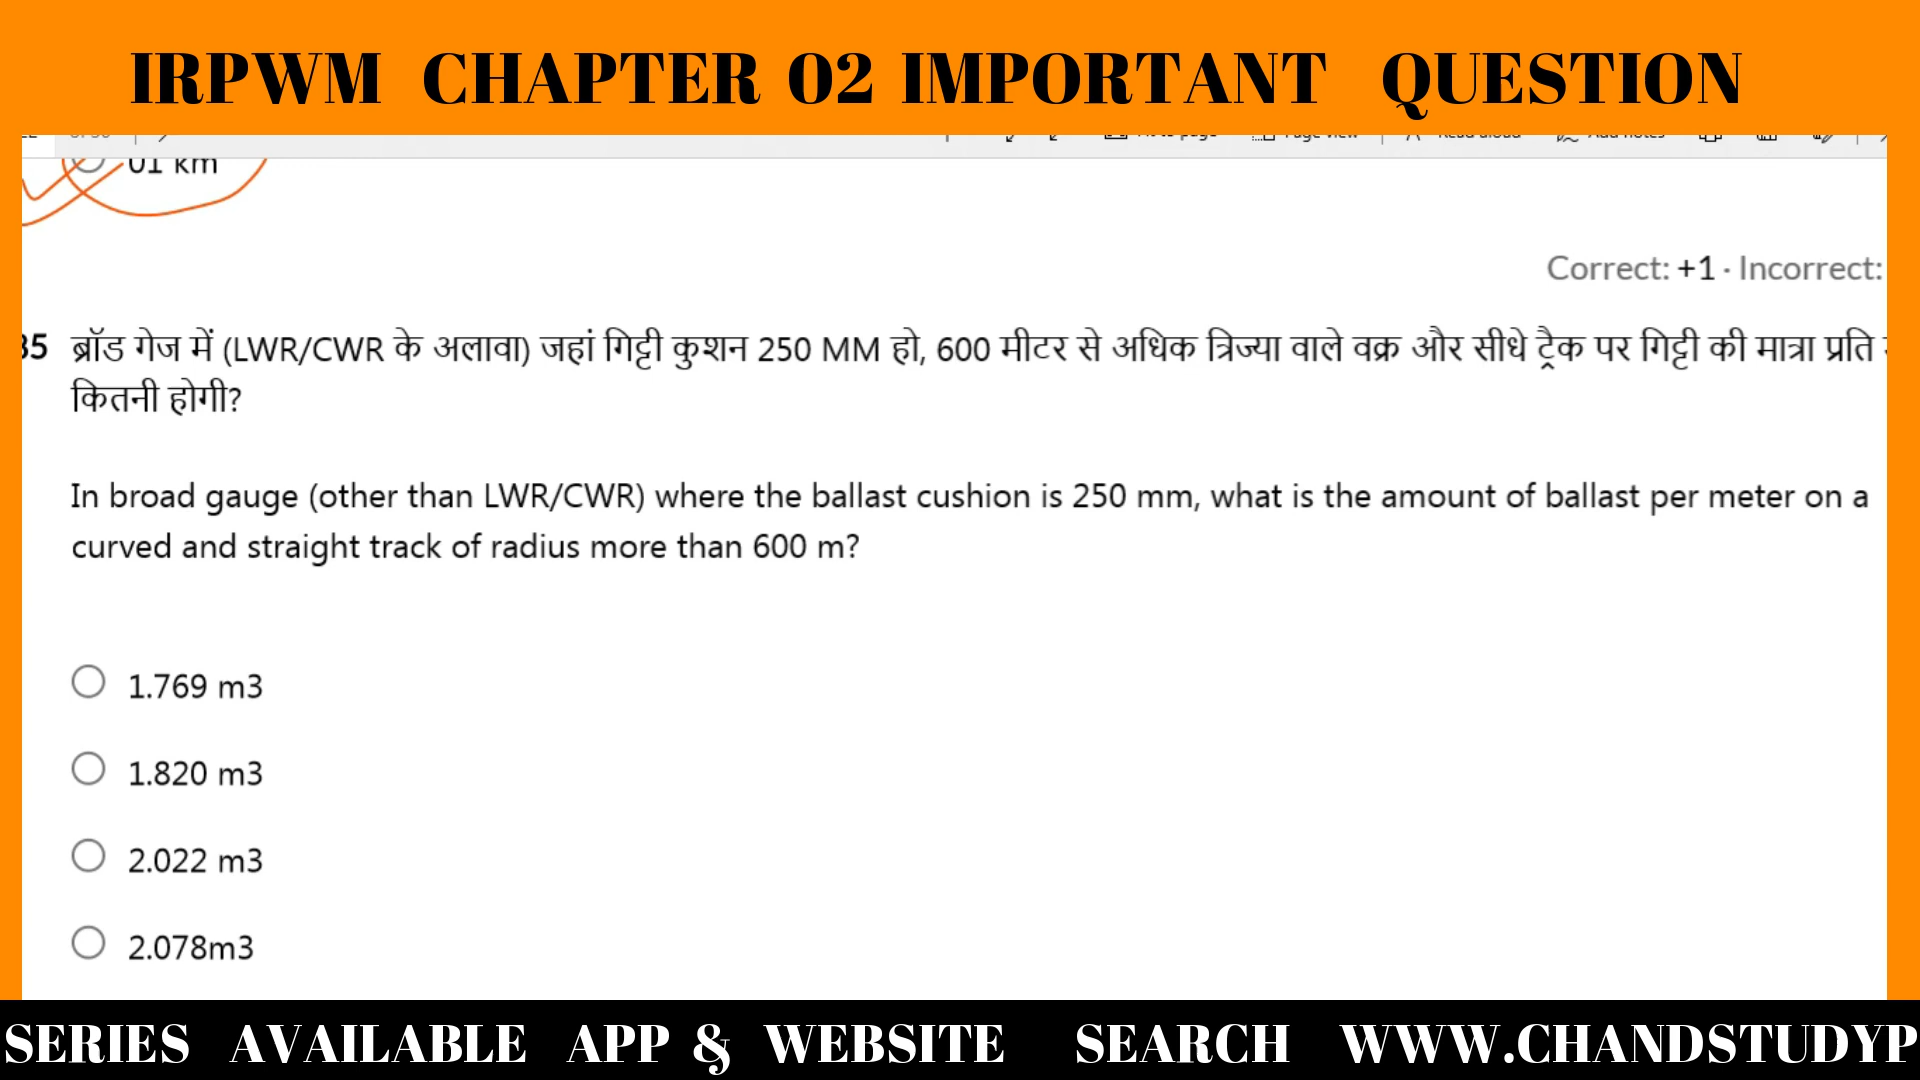 IRPWM CHAPTER 02 IMPORTANT QUESTION
01 km
Correct: +1 · Incorrect:
35 ब्रॉड गेज में (LWR/CWR के अलावा) जहां गिट्टी कुशन 250 MM हो, 600 मीटर से अधिक त्रिज्या वाले वक्र और सीधे ट्रैक पर गिट्टी की मात्रा प्रति
कितनी होगी?
In broad gauge (other than LWR/CWR) where the ballast cushion is 250 mm, what is the amount of ballast per meter on a
curved and straight track of radius more than 600 m?
1.769 m3
1.820 m3
2.022 m3
2.078m3
SERIES AVAILABLE APP & WEBSITE SEARCH WWW.CHANDSTUDYP